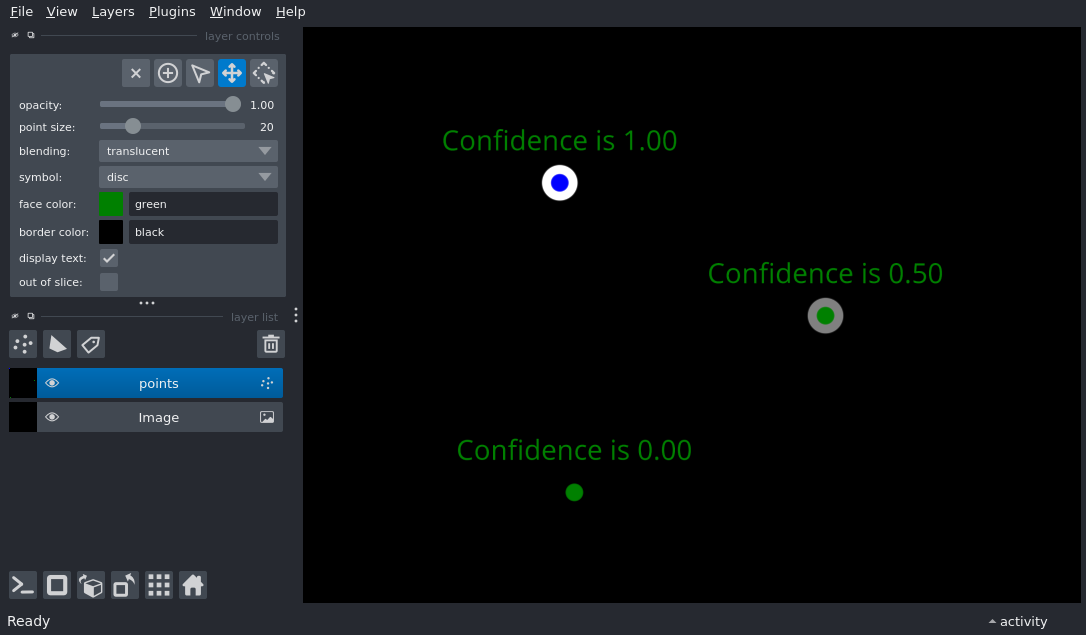 File View Layers Plugins Window Help
layer controls
opacity: 1.00
point size: 20
blending: translucent
symbol: disc
face color: green
border color: black
display text:
out of slice:
layer list
points
Image
Confidence is 1.00
Confidence is 0.50
Confidence is 0.00
Ready
activity